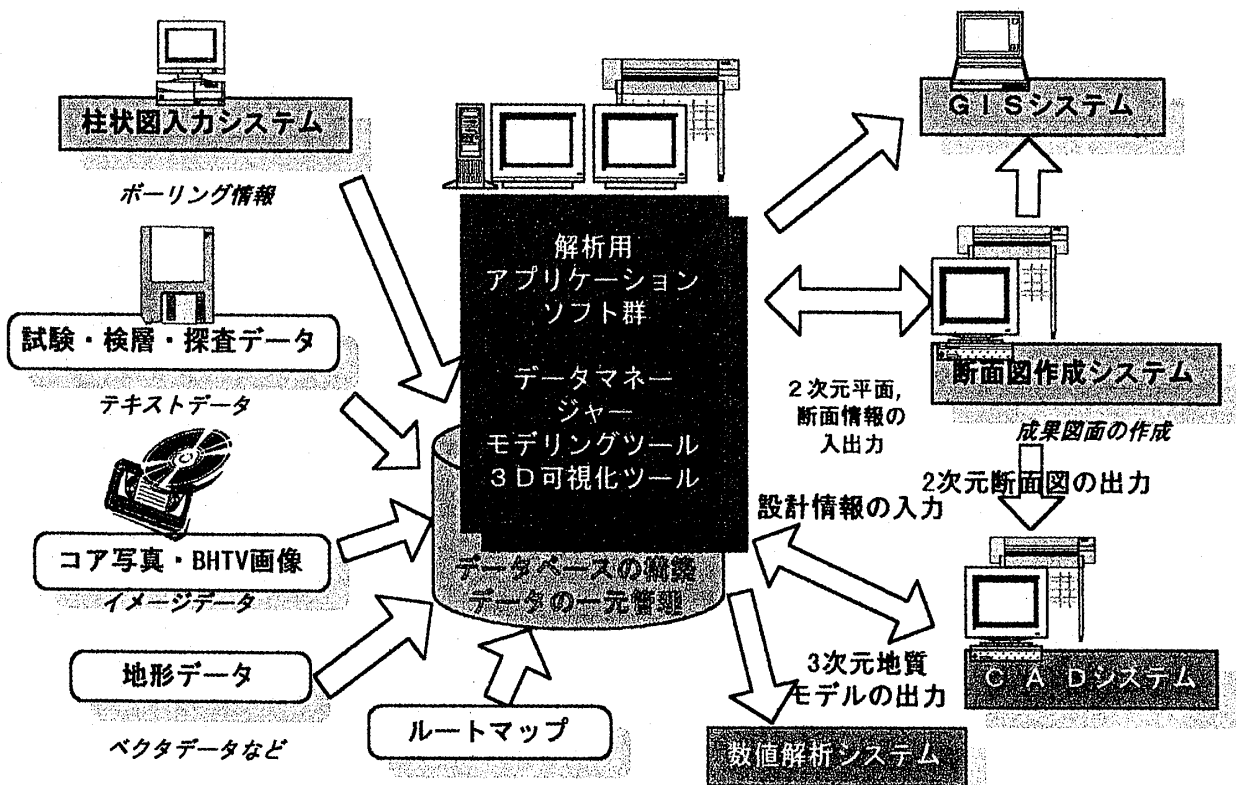 柱状図入力システム
ボーリング情報
試験・検層・探査データ
テキストデータ
コア写真・BHTV画像
イメージデータ
地形データ
ベクタデータなど
ルートマップ
解析用
アプリケーション
ソフト群
データマネー
ジャー
モデリングツール
3D可視化ツール
データベースの構築
データの一元管理
GISシステム
断面図作成システム
成果図面の作成
2次元平面,
断面情報の
入出力
2次元断面図の出力
設計情報の入力
CADシステム
3次元地質
モデルの出力
数値解析システム